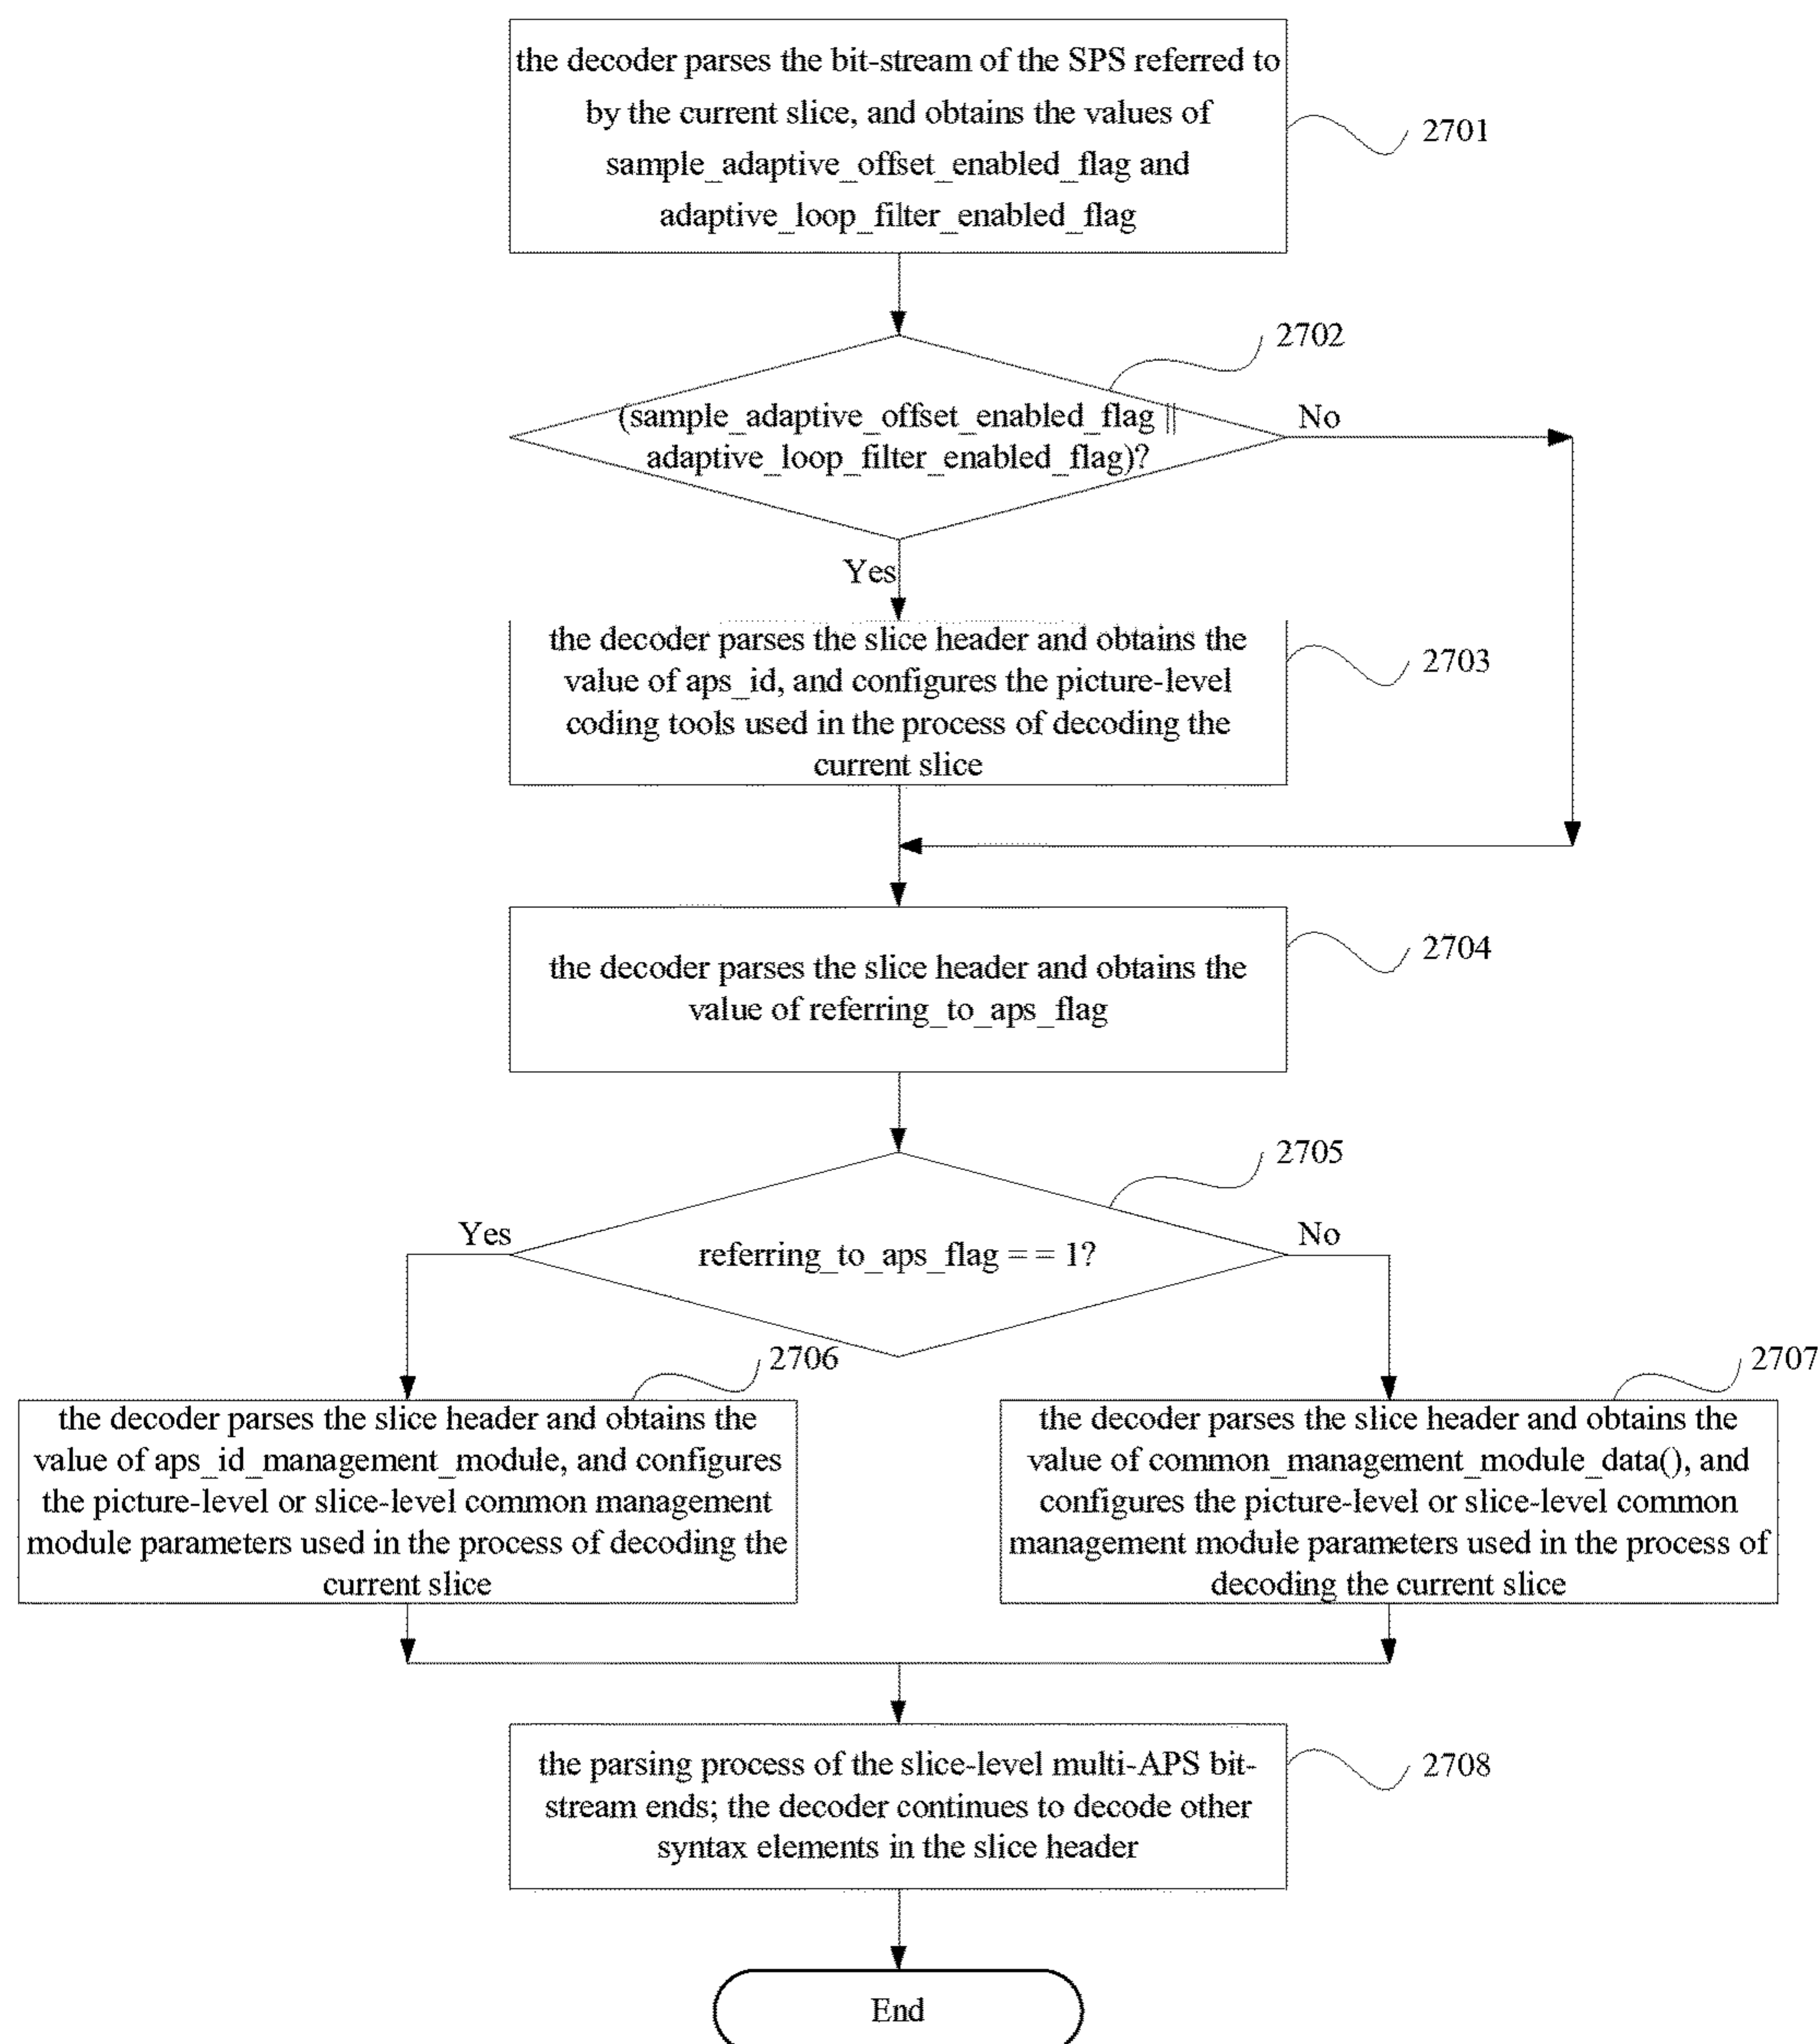 the decoder parses the bit-stream of the SPS referred to
by the current slice, and obtains the values of
sample_adaptive_offset_enabled_flag and
adaptive_loop_filter_enabled_flag
2701
2702
(sample_adaptive_offset_enabled_flag ||
adaptive_loop_filter_enabled_flag)?
No
Yes
the decoder parses the slice header and obtains the
value of aps_id, and configures the picture-level
coding tools used in the process of decoding the
current slice
2703
the decoder parses the slice header and obtains the
value of referring_to_aps_flag
2704
2705
Yes
referring_to_aps_flag = = 1?
No
2706
the decoder parses the slice header and obtains the
value of aps_id_management_module, and configures
the picture-level or slice-level common management
module parameters used in the process of decoding the
current slice
2707
the decoder parses the slice header and obtains the
value of common_management_module_data(), and
configures the picture-level or slice-level common
management module parameters used in the process of
decoding the current slice
the parsing process of the slice-level multi-APS bit-
stream ends; the decoder continues to decode other
syntax elements in the slice header
2708
End